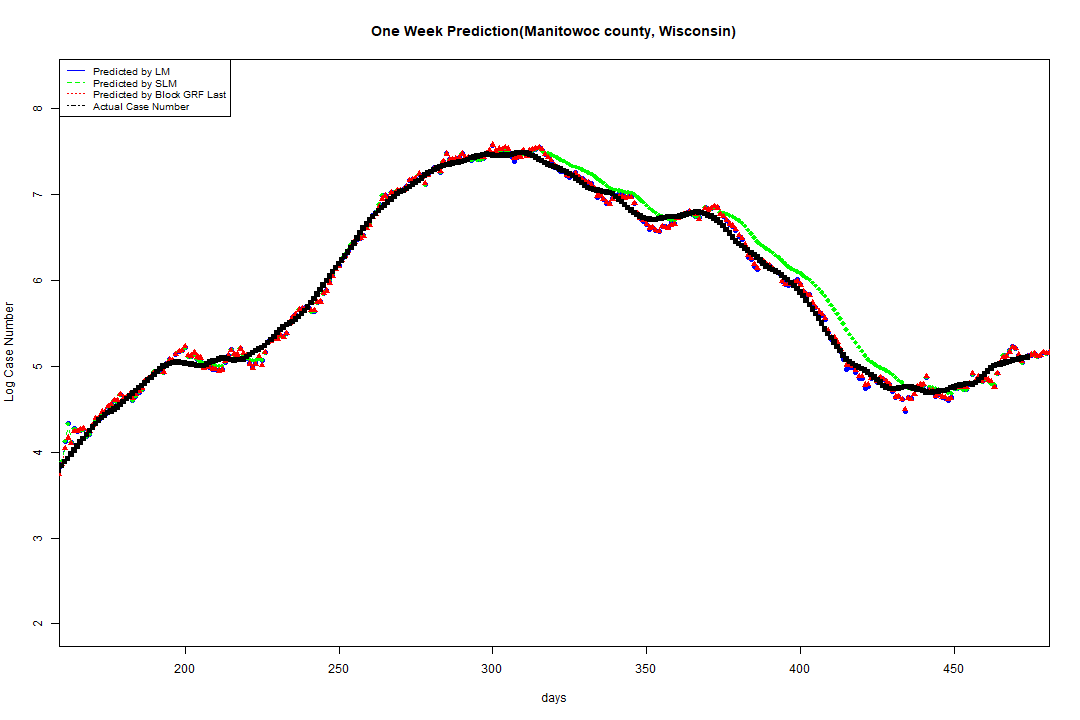 One Week Prediction(Manitowoc county, Wisconsin)
Predicted by LM
Predicted by SLM
Predicted by Block GRF Last
Actual Case Number
Log Case Number
8
7
6
5
4
3
2
200 250 300 350 400 450
days